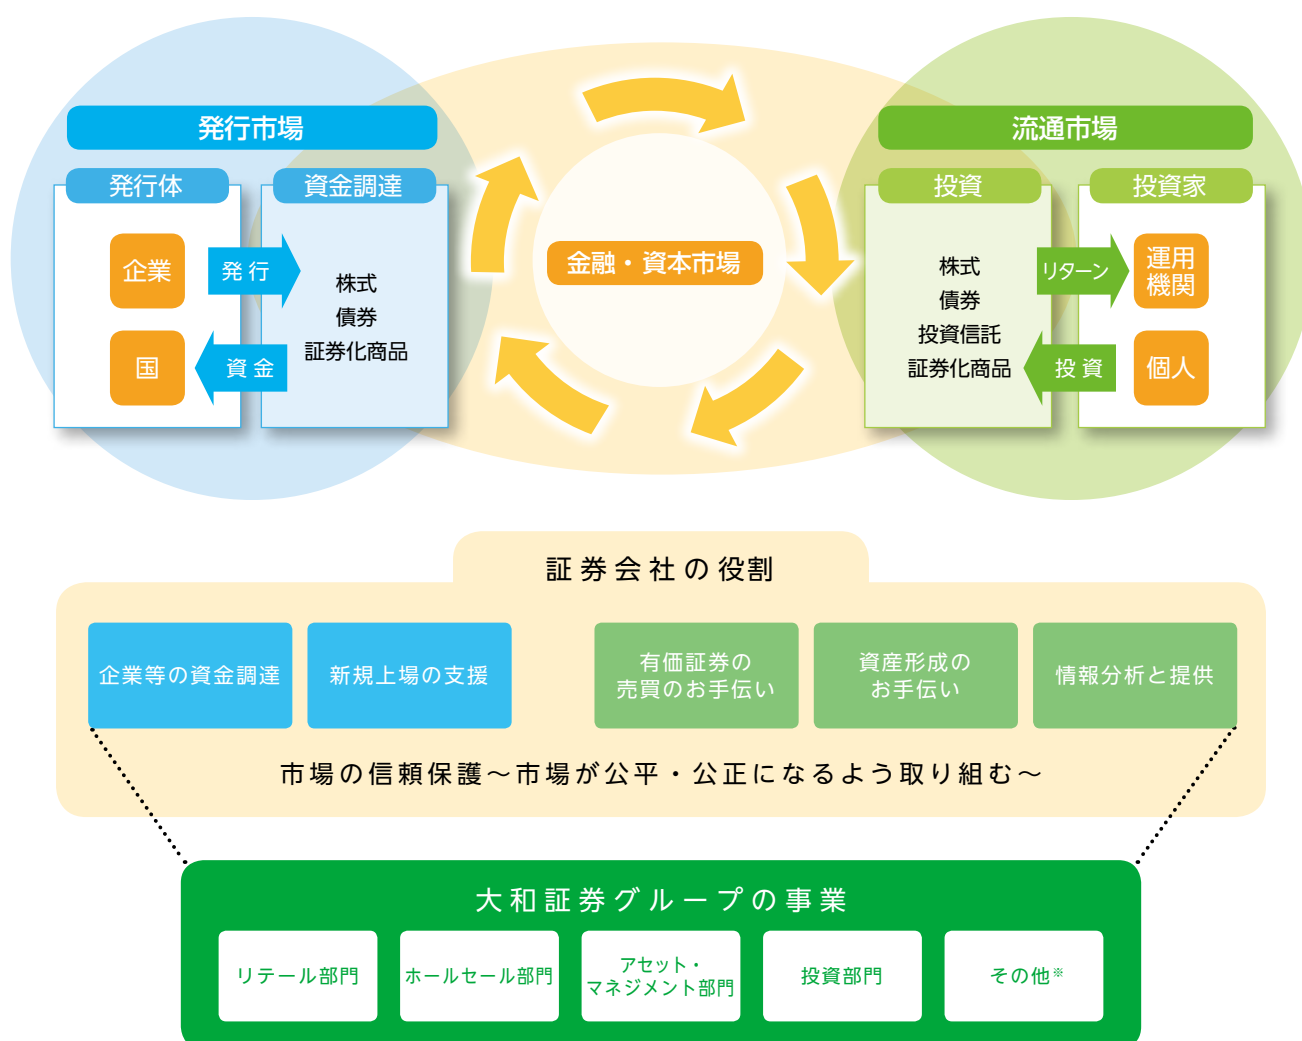 発行市場
発行体
資金調達
企業
国
発行
資金
株式
債券
証券化商品
金融・資本市場
流通市場
投資
投資家
株式
債券
投資信託
証券化商品
リターン
投資
運用
機関
個人
証券会社の役割
企業等の資金調達
新規上場の支援
有価証券の
売買のお手伝い
資産形成の
お手伝い
情報分析と提供
市場の信頼保護～市場が公平・公正になるよう取り組む～
大和証券グループの事業
リテール部門
ホールセール部門
アセット・
マネジメント部門
投資部門
その他※